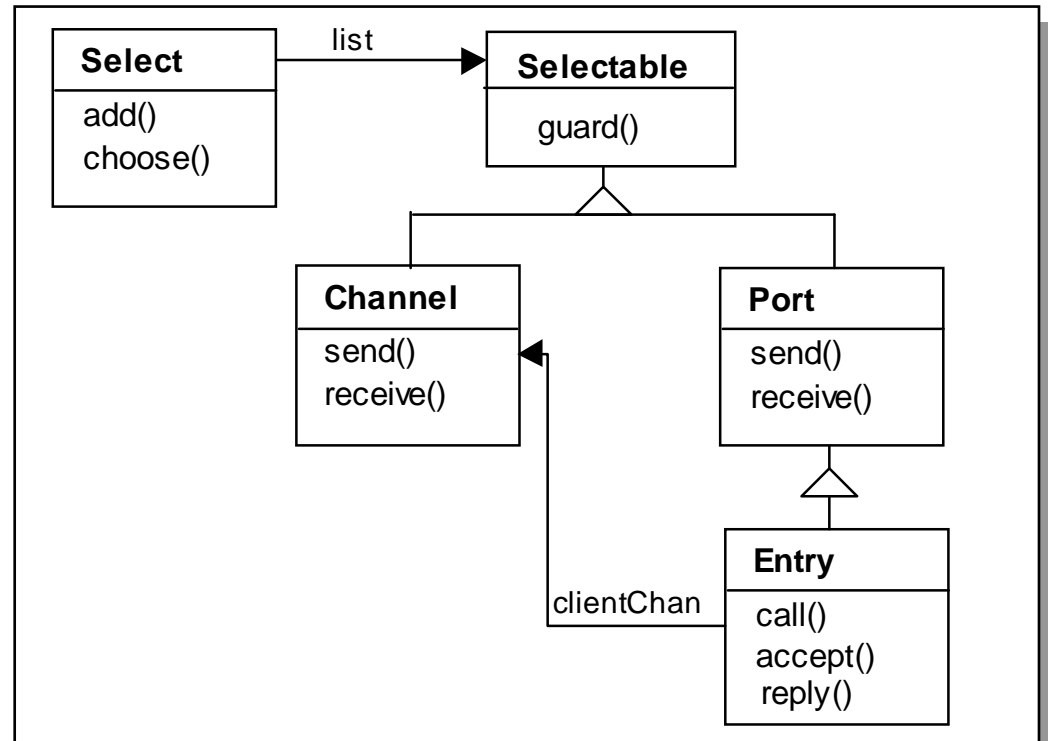 list
Select
add()
choose()
Selectable
guard()
Channel
send()
receive()
Port
send()
receive()
clientChan
Entry
call()
accept()
reply()